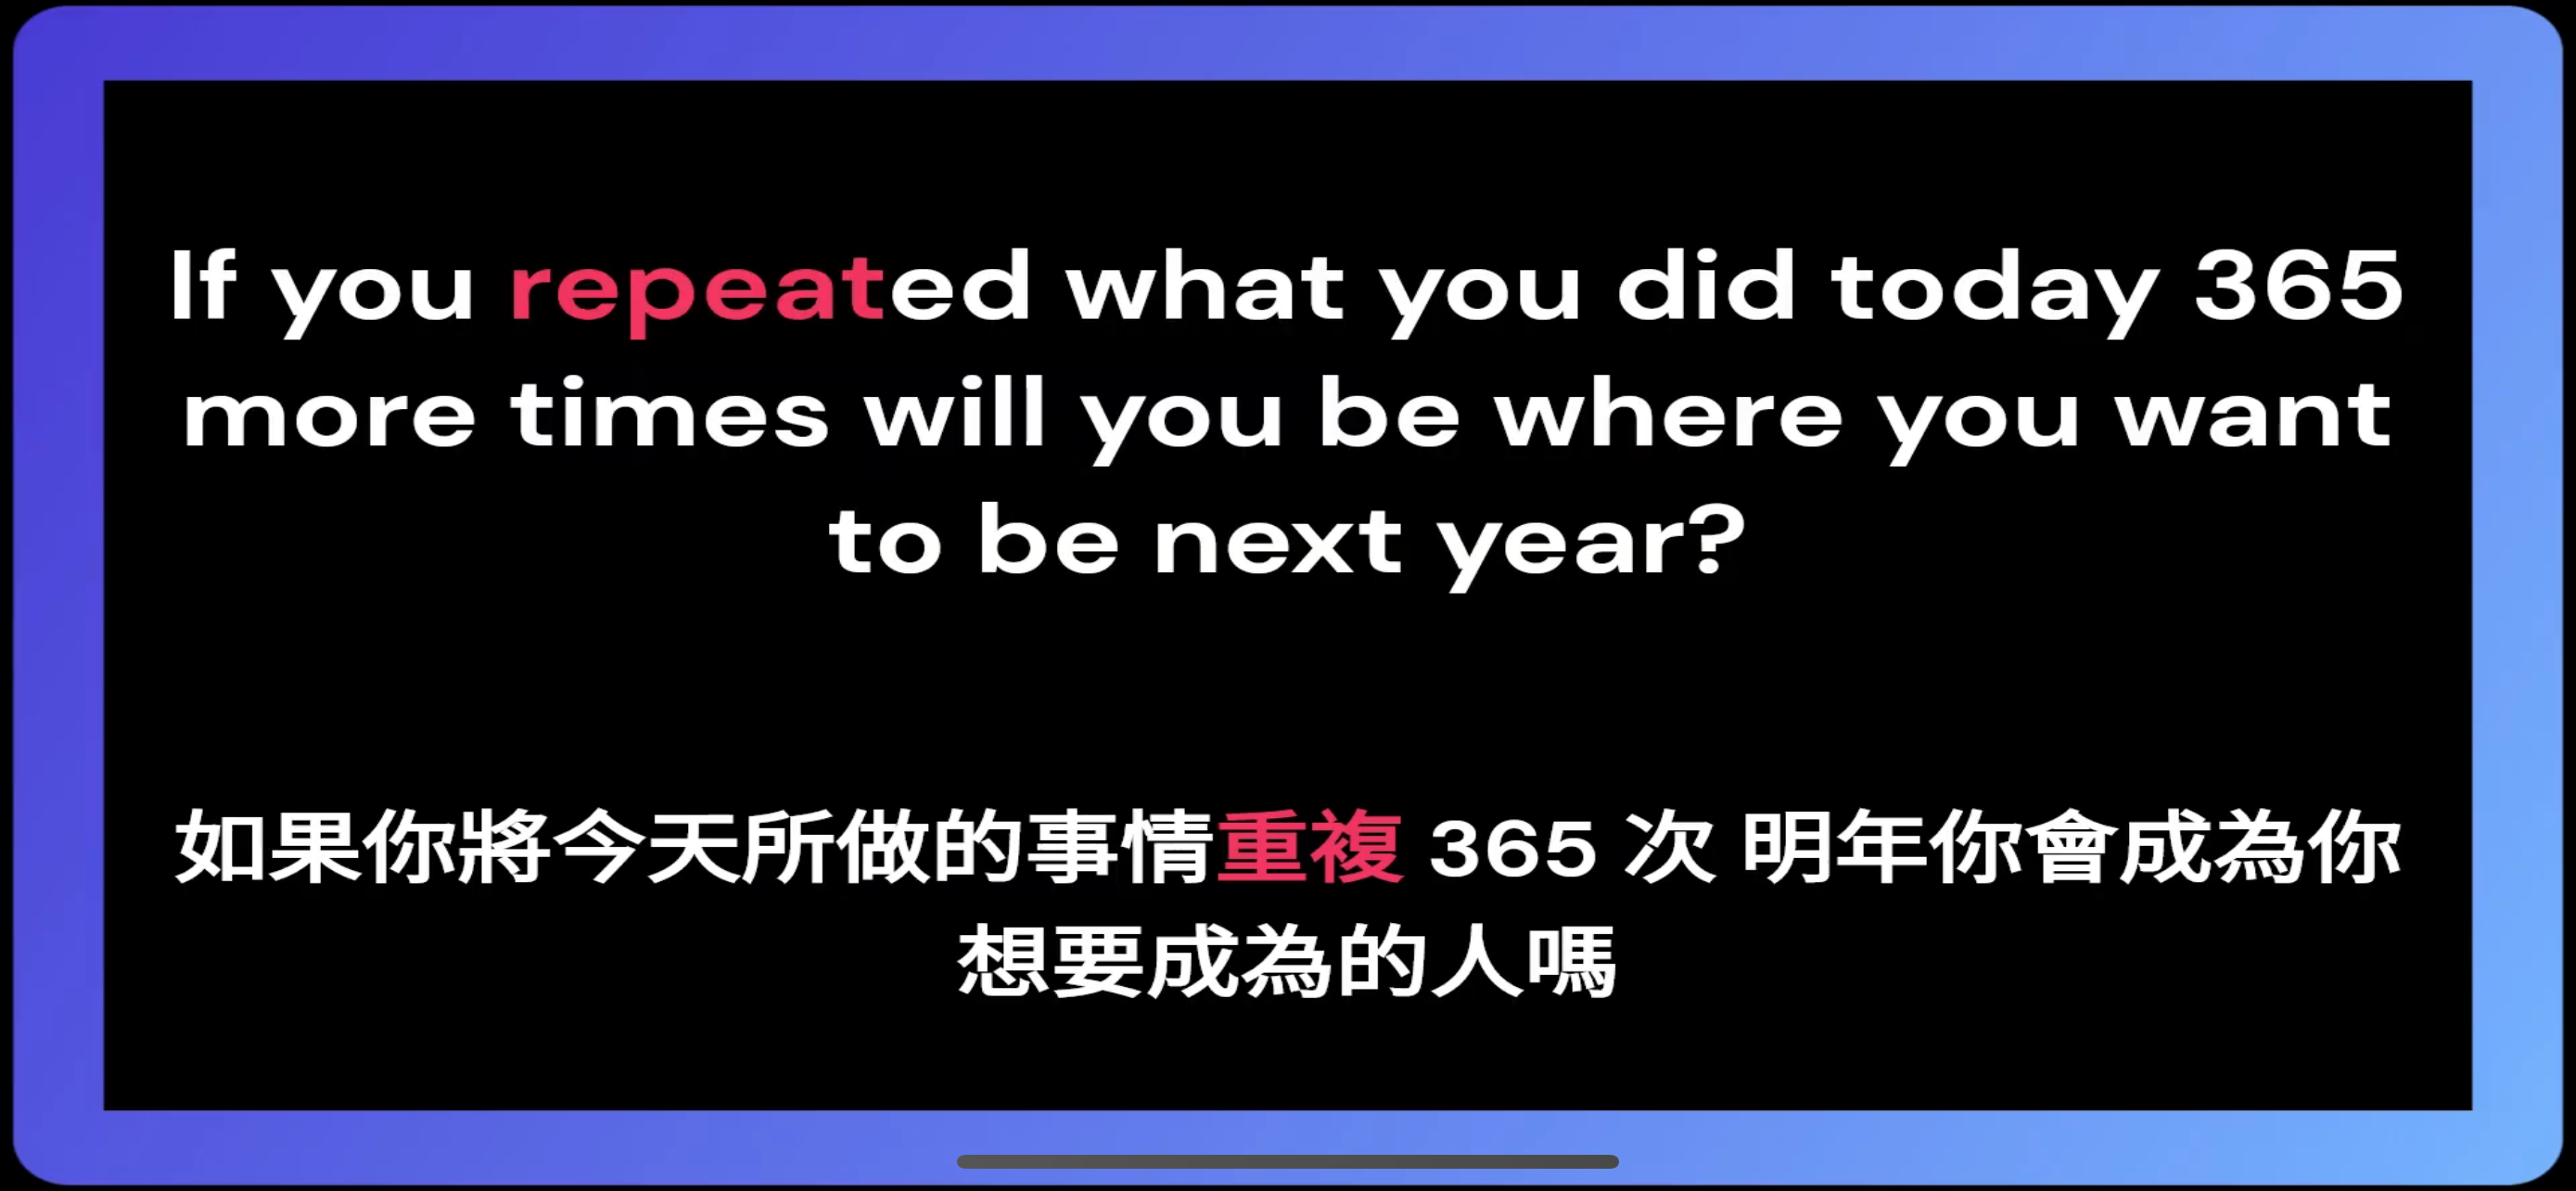 If you repeated what you did today 365
more times will you be where you want
to be next year?
如果你將今天所做的事情重複 365 次 明年你會成為你
想要成為的人嗎